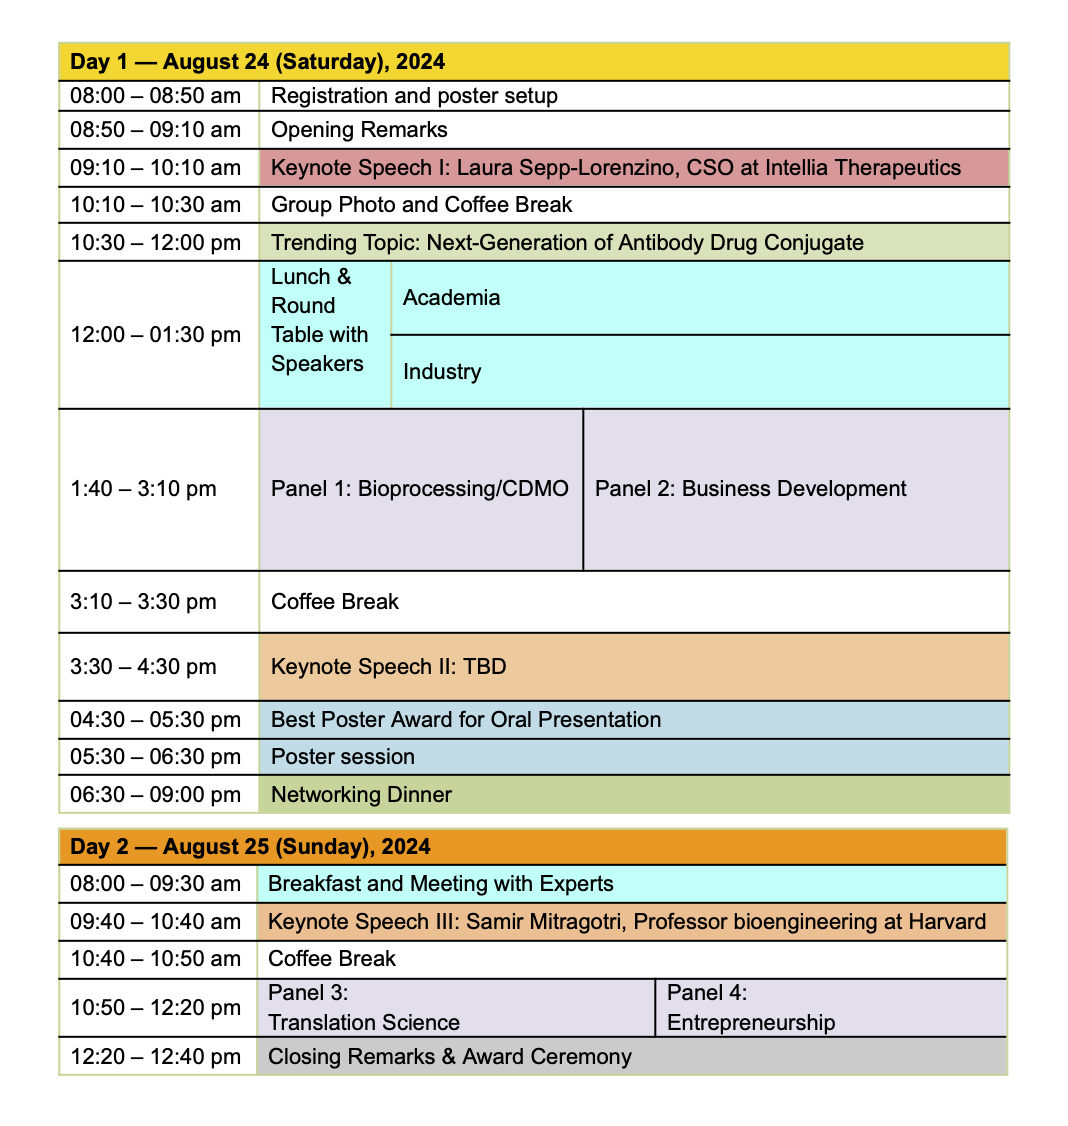 Day 1 — August 24 (Saturday), 2024
08:00 – 08:50 am Registration and poster setup
08:50 – 09:10 am Opening Remarks
09:10 – 10:10 am Keynote Speech I: Laura Sepp-Lorenzino, CSO at Intellia Therapeutics
10:10 – 10:30 am Group Photo and Coffee Break
10:30 – 12:00 pm Trending Topic: Next-Generation of Antibody Drug Conjugate
12:00 – 01:30 pm
Lunch &
Round
Table with
Speakers
Academia
Industry
1:40 – 3:10 pm Panel 1: Bioprocessing/CDMO Panel 2: Business Development
3:10 – 3:30 pm Coffee Break
3:30 – 4:30 pm Keynote Speech II: TBD
04:30 – 05:30 pm Best Poster Award for Oral Presentation
05:30 – 06:30 pm Poster session
06:30 – 09:00 pm Networking Dinner
Day 2 — August 25 (Sunday), 2024
08:00 – 09:30 am Breakfast and Meeting with Experts
09:40 – 10:40 am Keynote Speech III: Samir Mitragotri, Professor bioengineering at Harvard
10:40 – 10:50 am Coffee Break
10:50 – 12:20 pm
Panel 3:
Translation Science
Panel 4:
Entrepreneurship
12:20 – 12:40 pm Closing Remarks & Award Ceremony